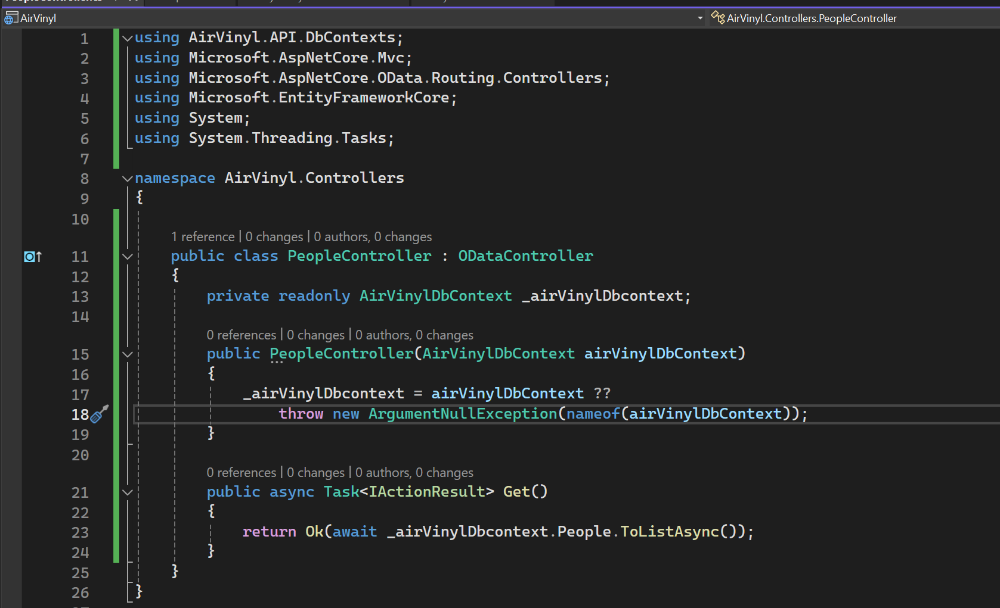 AirVinyl
AirVinyl.Controllers.PeopleController
1 using AirVinyl.API.DbContexts;
2 using Microsoft.AspNetCore.Mvc;
3 using Microsoft.AspNetCore.OData.Routing.Controllers;
4 using Microsoft.EntityFrameworkCore;
5 using System;
6 using System.Threading.Tasks;
7
8 namespace AirVinyl.Controllers
9 {
10
1 reference | 0 changes | 0 authors, 0 changes
11 public class PeopleController : ODataController
12 {
13 private readonly AirVinylDbContext _airVinylDbcontext;
14
0 references | 0 changes | 0 authors, 0 changes
15 public PeopleController(AirVinylDbContext airVinylDbContext)
16 {
17 _airVinylDbcontext = airVinylDbContext ??
18 throw new ArgumentNullException(nameof(airVinylDbContext));
19 }
20
0 references | 0 changes | 0 authors, 0 changes
21 public async Task<IActionResult> Get()
22 {
23 return Ok(await _airVinylDbcontext.People.ToListAsync());
24 }
25 }
26 }